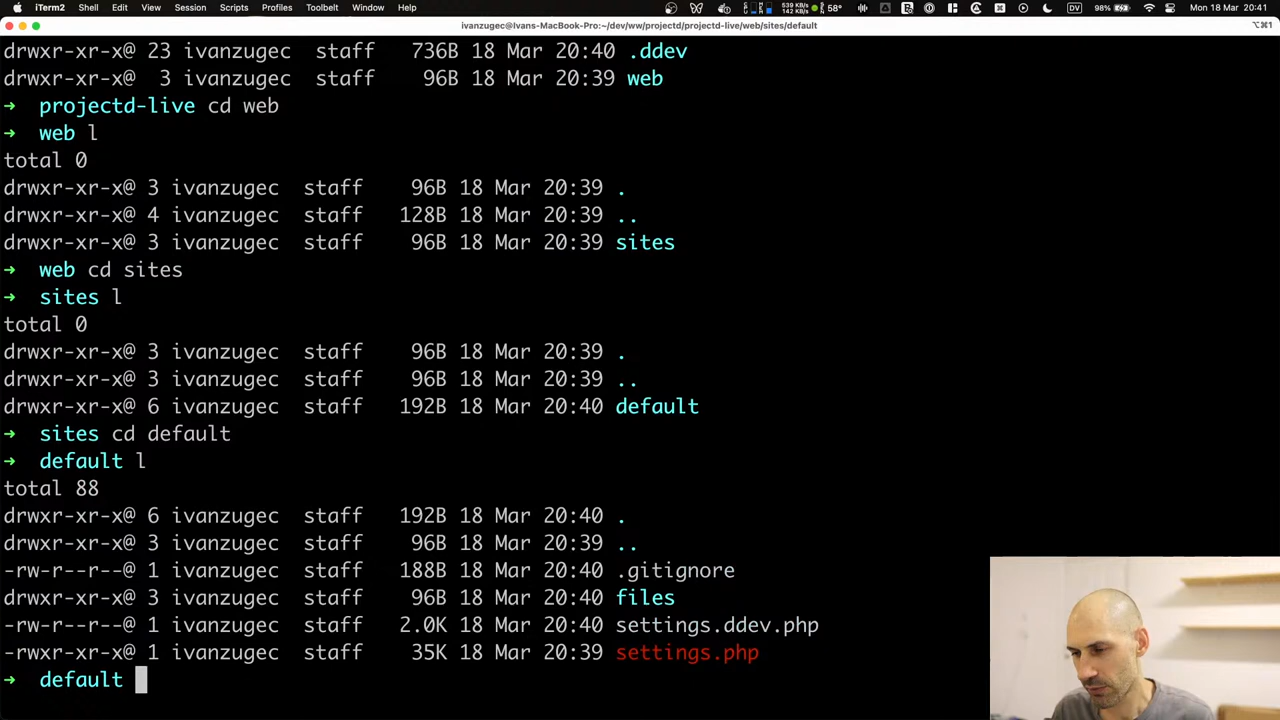 iTerm2 Shell Edit View Session Scripts Profiles Toolbelt Window Help 539 KB/s 142 KB/s 58° DV 98% Mon 18 Mar 20:41
ivanzugec@Ivans-MacBook-Pro:~/dev/ww/projectd/projectd-live/web/sites/default ⌥⌘1
drwxr-xr-x@ 23 ivanzugec staff 736B 18 Mar 20:40 .ddev
drwxr-xr-x@ 3 ivanzugec staff 96B 18 Mar 20:39 web
→ projectd-live cd web
→ web l
total 0
drwxr-xr-x@ 3 ivanzugec staff 96B 18 Mar 20:39 .
drwxr-xr-x@ 4 ivanzugec staff 128B 18 Mar 20:39 ..
drwxr-xr-x@ 3 ivanzugec staff 96B 18 Mar 20:39 sites
→ web cd sites
→ sites l
total 0
drwxr-xr-x@ 3 ivanzugec staff 96B 18 Mar 20:39 .
drwxr-xr-x@ 3 ivanzugec staff 96B 18 Mar 20:39 ..
drwxr-xr-x@ 6 ivanzugec staff 192B 18 Mar 20:40 default
→ sites cd default
→ default l
total 88
drwxr-xr-x@ 6 ivanzugec staff 192B 18 Mar 20:40 .
drwxr-xr-x@ 3 ivanzugec staff 96B 18 Mar 20:39 ..
-rw-r--r--@ 1 ivanzugec staff 188B 18 Mar 20:40 .gitignore
drwxr-xr-x@ 3 ivanzugec staff 96B 18 Mar 20:40 files
-rw-r--r--@ 1 ivanzugec staff 2.0K 18 Mar 20:40 settings.ddev.php
-rwxr-xr-x@ 1 ivanzugec staff 35K 18 Mar 20:39 settings.php
→ default